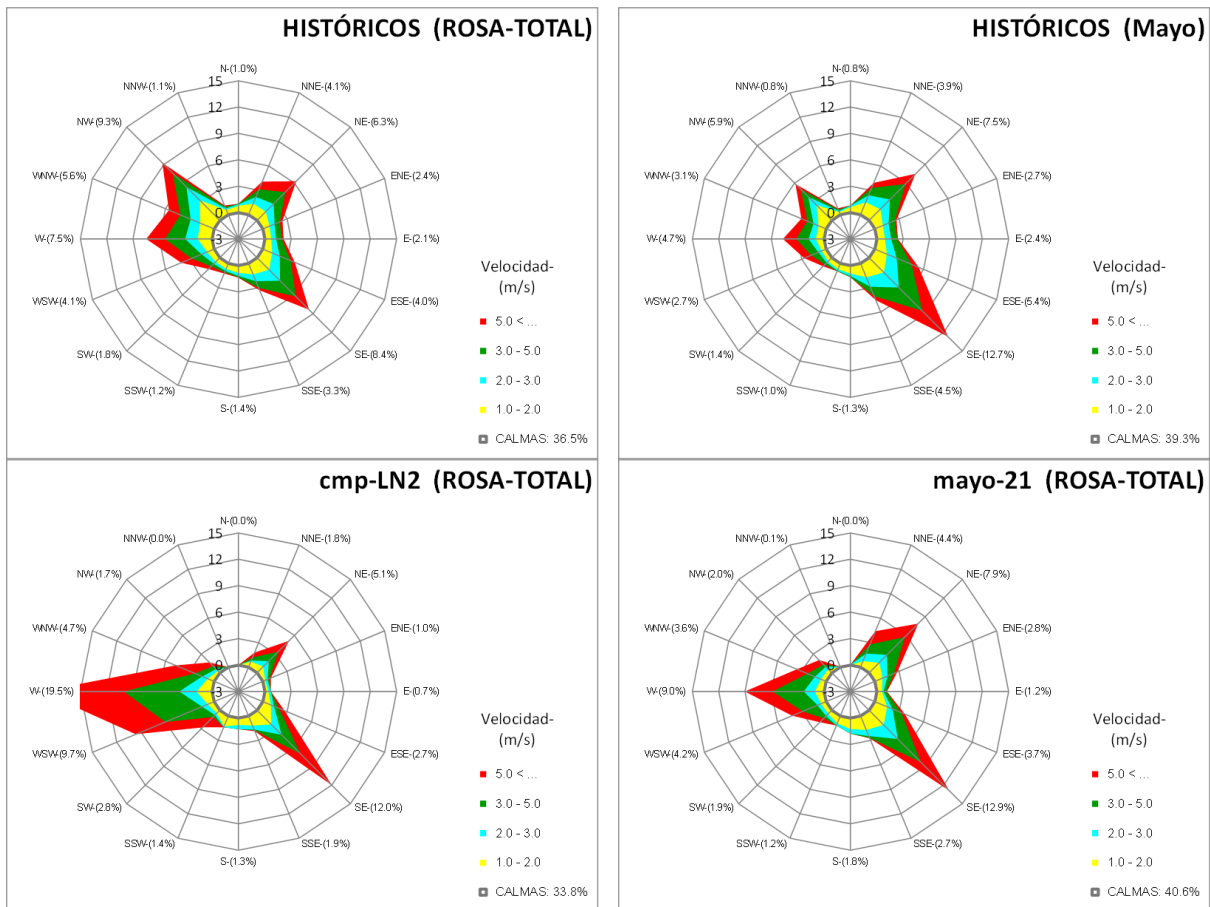 HISTÓRICOS (ROSA-TOTAL)
N-(1.0%)
NNW-(1.1%)
15
NNE-(4.1%)
12
NW-(9.3%)
NE-(6.3%)
9
6
WNW-(5.6%)
ENE-(2.4%)
3
0
W-(7.5%)
-3
E-(2.1%)
WSW-(4.1%)
ESE-(4.0%)
SW-(1.8%)
SE-(8.4%)
SSW-(1.2%)
SSE-(3.3%)
S-(1.4%)
Velocidad-
(m/s)
5.0 < ...
3.0 - 5.0
2.0 - 3.0
1.0 - 2.0
CALMAS: 36.5%
HISTÓRICOS (Mayo)
N-(0.8%)
NNW-(0.8%)
15
NNE-(3.9%)
12
NW-(5.9%)
NE-(7.5%)
9
6
WNW-(3.1%)
ENE-(2.7%)
3
0
W-(4.7%)
-3
E-(2.4%)
WSW-(2.7%)
ESE-(5.4%)
SW-(1.4%)
SE-(12.7%)
SSW-(1.0%)
SSE-(4.5%)
S-(1.3%)
Velocidad-
(m/s)
5.0 < ...
3.0 - 5.0
2.0 - 3.0
1.0 - 2.0
CALMAS: 39.3%
cmp-LN2 (ROSA-TOTAL)
N-(0.0%)
NNW-(0.0%)
15
NNE-(1.8%)
12
NW-(1.7%)
NE-(5.1%)
9
6
WNW-(4.7%)
ENE-(1.0%)
3
0
W-(19.5%)
-3
E-(0.7%)
WSW-(9.7%)
ESE-(2.7%)
SW-(2.8%)
SE-(12.0%)
SSW-(1.4%)
SSE-(1.9%)
S-(1.3%)
Velocidad-
(m/s)
5.0 < ...
3.0 - 5.0
2.0 - 3.0
1.0 - 2.0
CALMAS: 33.8%
mayo-21 (ROSA-TOTAL)
N-(0.0%)
NNW-(0.1%)
15
NNE-(4.4%)
12
NW-(2.0%)
NE-(7.9%)
9
6
WNW-(3.6%)
ENE-(2.8%)
3
0
W-(9.0%)
-3
E-(1.2%)
WSW-(4.2%)
ESE-(3.7%)
SW-(1.9%)
SE-(12.9%)
SSW-(1.2%)
SSE-(2.7%)
S-(1.8%)
Velocidad-
(m/s)
5.0 < ...
3.0 - 5.0
2.0 - 3.0
1.0 - 2.0
CALMAS: 40.6%